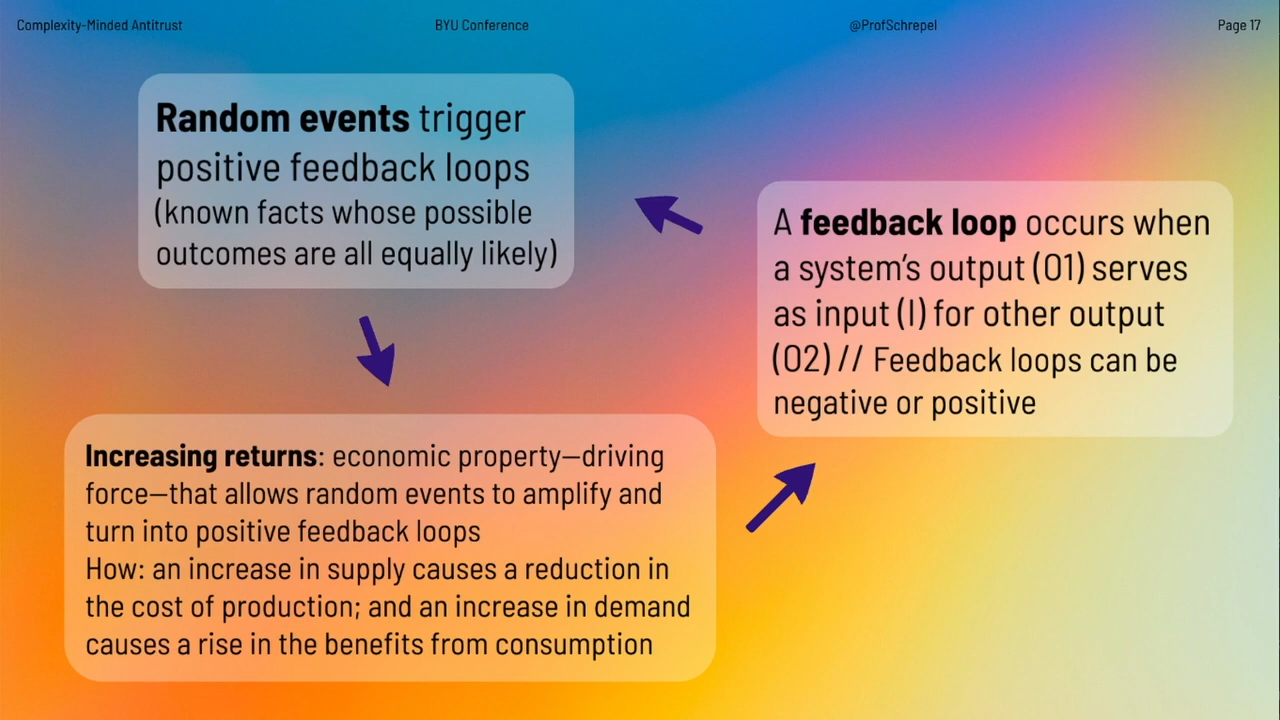 Complexity-Minded Antitrust
BYU Conference
@ProfSchrepel
Page 17
Random events trigger
positive feedback loops
(known facts whose possible
outcomes are all equally likely)
A feedback loop occurs when
a system's output (O1) serves
as input (I) for other output
(O2) // Feedback loops can be
negative or positive
Increasing returns: economic property—driving
force—that allows random events to amplify and
turn into positive feedback loops
How: an increase in supply causes a reduction in
the cost of production; and an increase in demand
causes a rise in the benefits from consumption